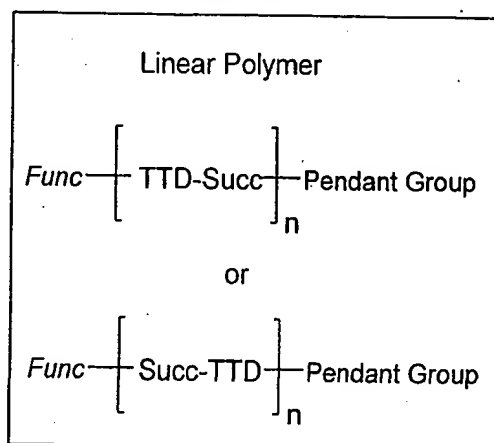 Linear Polymer
Func [ TTD-Succ ]n Pendant Group
or
Func [ Succ-TTD ]n Pendant Group